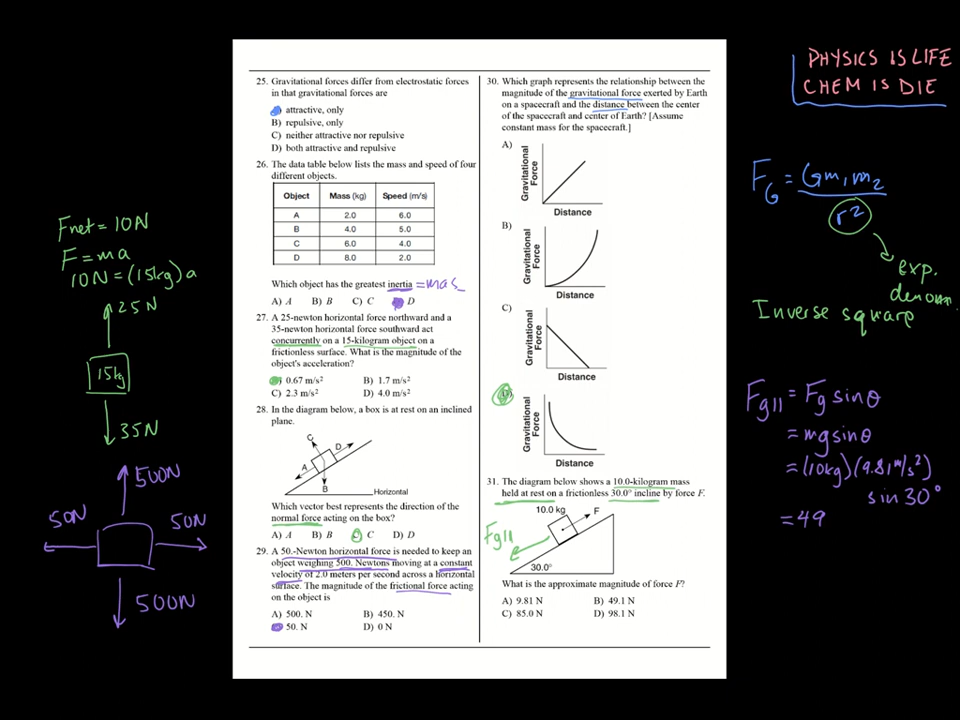 25. Gravitational forces differ from electrostatic forces
in that gravitational forces are
attractive, only
B) repulsive, only
C) neither attractive nor repulsive
D) both attractive and repulsive
26. The data table below lists the mass and speed of four
different objects.
Object Mass (kg) Speed (m/s)
A 2.0 6.0
B 4.0 5.0
C 6.0 4.0
D 8.0 2.0
Which object has the greatest inertia = mas
A) A B) B C) C D
27. A 25-newton horizontal force northward and a
35-newton horizontal force southward act
concurrently on a 15-kilogram object on a
frictionless surface. What is the magnitude of the
object's acceleration?
0.67 m/s² B) 1.7 m/s²
C) 2.3 m/s² D) 4.0 m/s²
28. In the diagram below, a box is at rest on an inclined
plane.
C
D
A
B
Horizontal
Which vector best represents the direction of the
normal force acting on the box?
A) A B) B C) C D) D
29. A 50.-Newton horizontal force is needed to keep an
object weighing 500. Newtons moving at a constant
velocity of 2.0 meters per second across a horizontal
surface. The magnitude of the frictional force acting
on the object is
A) 500. N B) 450. N
50. N D) 0 N
30. Which graph represents the relationship between the
magnitude of the gravitational force exerted by Earth
on a spacecraft and the distance between the center
of the spacecraft and center of Earth? [Assume
constant mass for the spacecraft.]
A)
Gravitational
Force
Distance
B)
Gravitational
Force
Distance
C)
Gravitational
Force
Distance
D)
Gravitational
Force
Distance
31. The diagram below shows a 10.0-kilogram mass
held at rest on a frictionless 30.0° incline by force F.
10.0 kg
F
Fg||
30.0°
What is the approximate magnitude of force F?
A) 9.81 N B) 49.1 N
C) 85.0 N D) 98.1 N
Fnet = 10N
F = ma
10N = (15kg) a
25N
15kg
35N
500N
50N
50N
500N
PHYSICS IS LIFE
CHEM IS DIE
F_G = Gm₁m₂
r²
exp.
denom.
Inverse square
Fg|| = Fg sinθ
= mg sinθ
= (10kg)(9.81 m/s²)
sin 30°
= 49